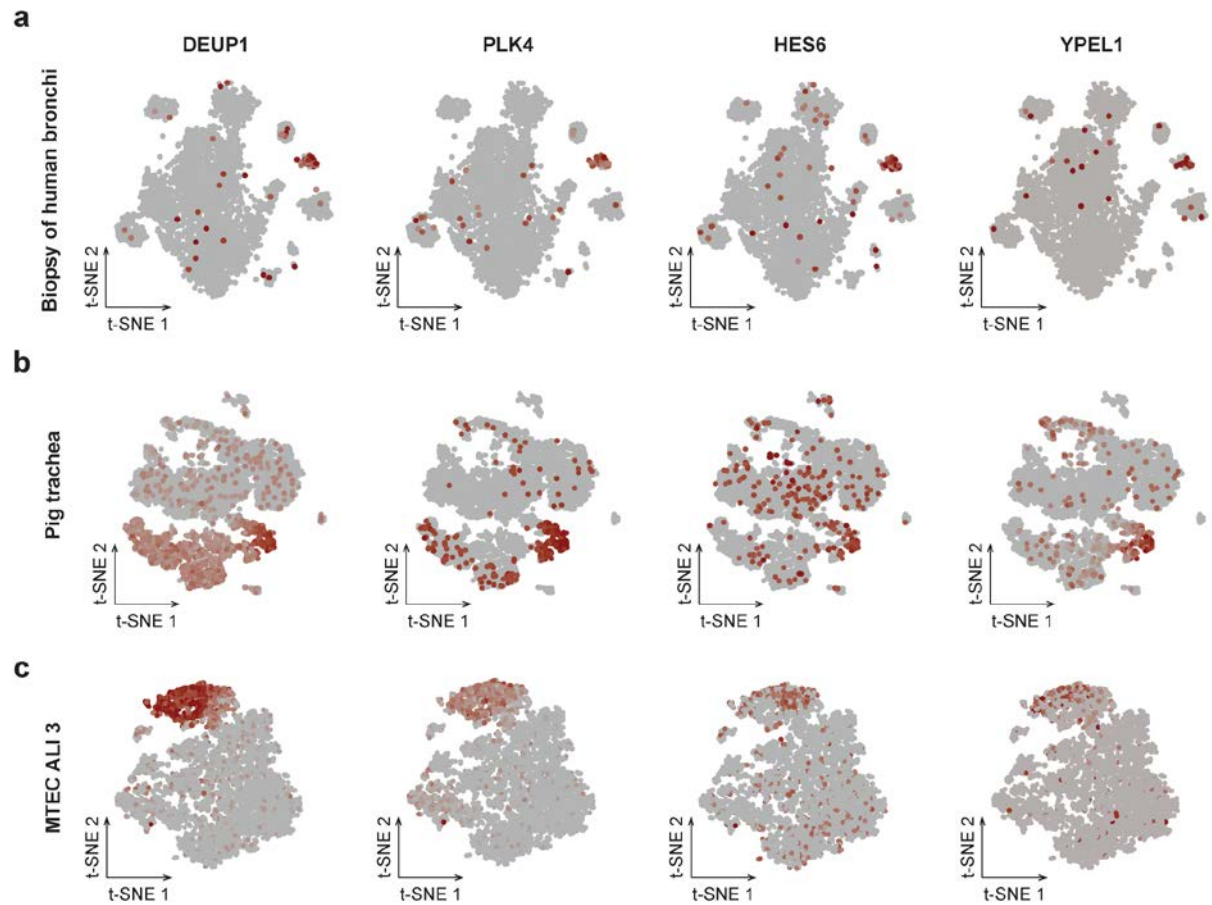 a
DEUP1
PLK4
HES6
YPEL1
Biopsy of human bronchi
t-SNE 2
t-SNE 1
t-SNE 2
t-SNE 1
t-SNE 2
t-SNE 1
t-SNE 2
t-SNE 1
b
Pig trachea
t-SNE 2
t-SNE 1
t-SNE 2
t-SNE 1
t-SNE 2
t-SNE 1
t-SNE 2
t-SNE 1
c
MTEC ALI 3
t-SNE 2
t-SNE 1
t-SNE 2
t-SNE 1
t-SNE 2
t-SNE 1
t-SNE 2
t-SNE 1